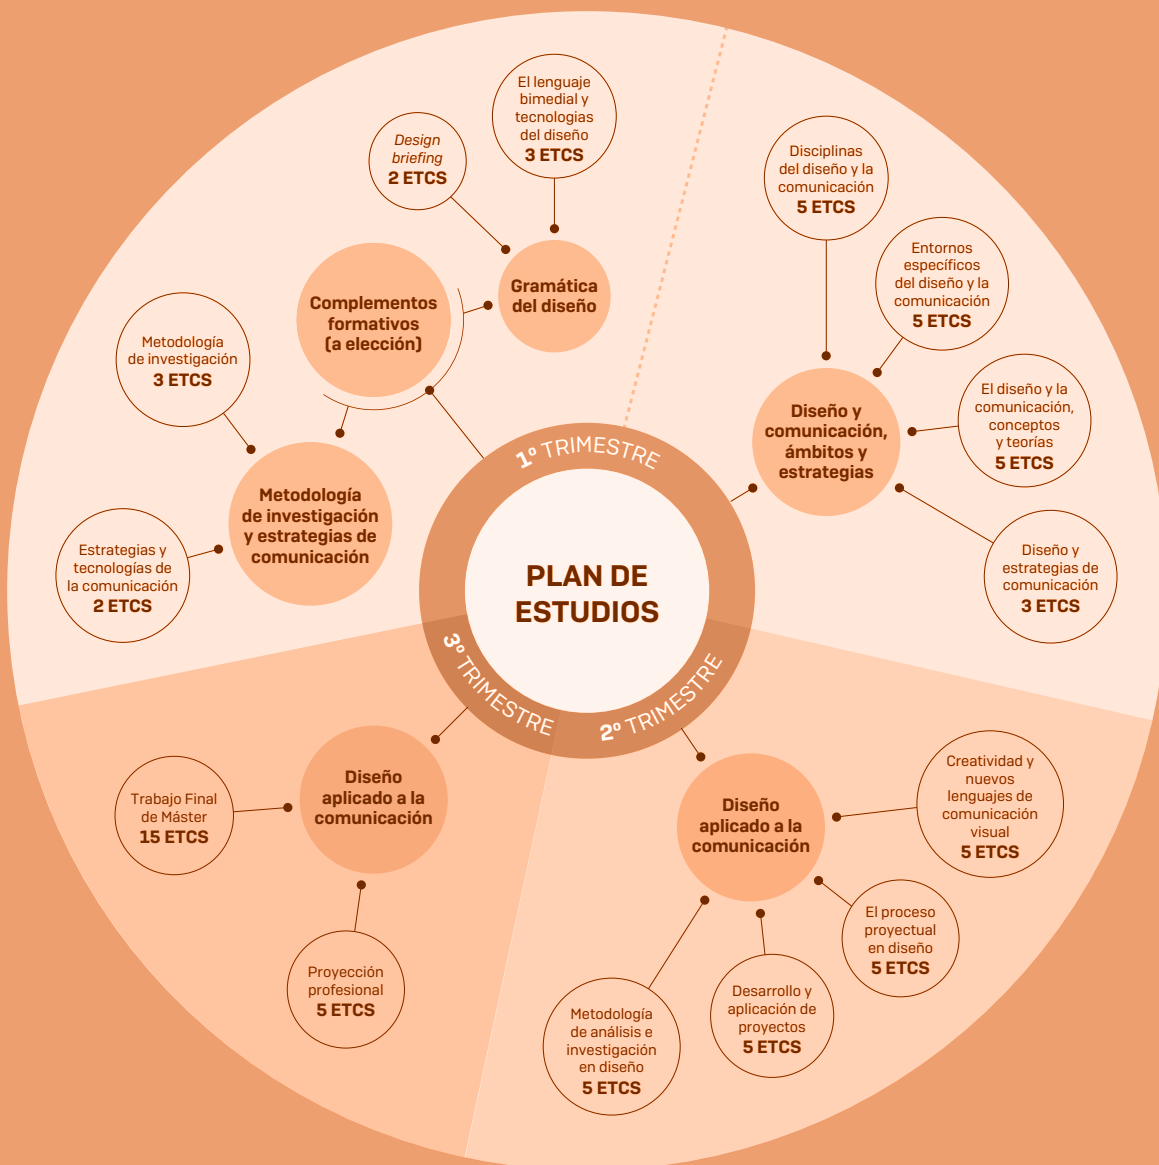 PLAN DE
ESTUDIOS
1º TRIMESTRE
El lenguaje
bimedial y
tecnologias
del diseño
3 ETCS
Design
briefing
2 ETCS
Gramática
del diseño
Complementos
formativos
(a elección)
Metodología
de investigación
3 ETCS
Metodología
de investigación
y estrategias de
comunicación
Estrategias y
tecnologías de
la comunicación
2 ETCS
Disciplinas
del diseño y la
comunicación
5 ETCS
Entornos
específicos
del diseño y la
comunicación
5 ETCS
El diseño y la
comunicación,
conceptos
y teorías
5 ETCS
Diseño y
comunicación,
ámbitos y
estrategias
Diseño y
estrategias de
comunicación
3 ETCS
2º TRIMESTRE
Diseño
aplicado a la
comunicación
Creatividad y
nuevos
lenguajes de
comunicación
visual
5 ETCS
El proceso
proyectual
en diseño
5 ETCS
Desarrollo y
aplicación de
proyectos
5 ETCS
Metodología
de análisis e
investigación
en diseño
5 ETCS
3º TRIMESTRE
Diseño
aplicado a la
comunicación
Trabajo Final
de Máster
15 ETCS
Proyección
profesional
5 ETCS